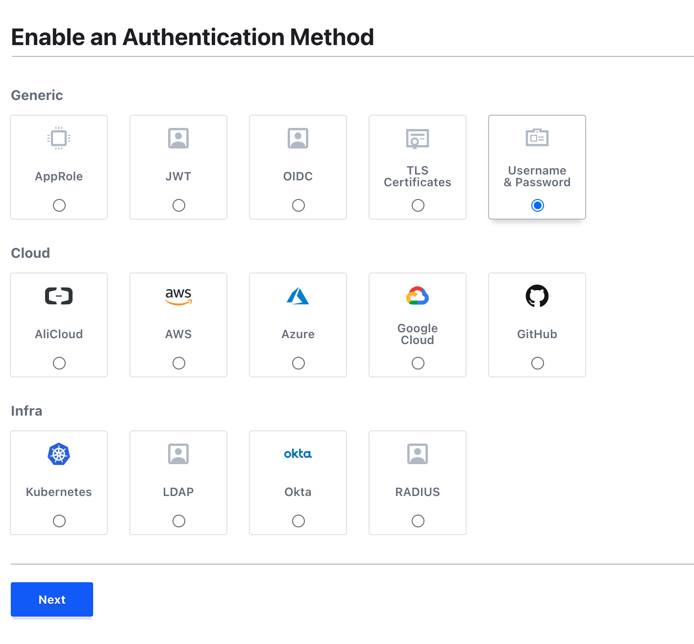 Enable an Authentication Method
Generic
AppRole
JWT
OIDC
TLS
Certificates
Username
& Password
Cloud
AliCloud
aws
AWS
Azure
Google
Cloud
GitHub
Infra
Kubernetes
LDAP
okta
Okta
RADIUS
Next